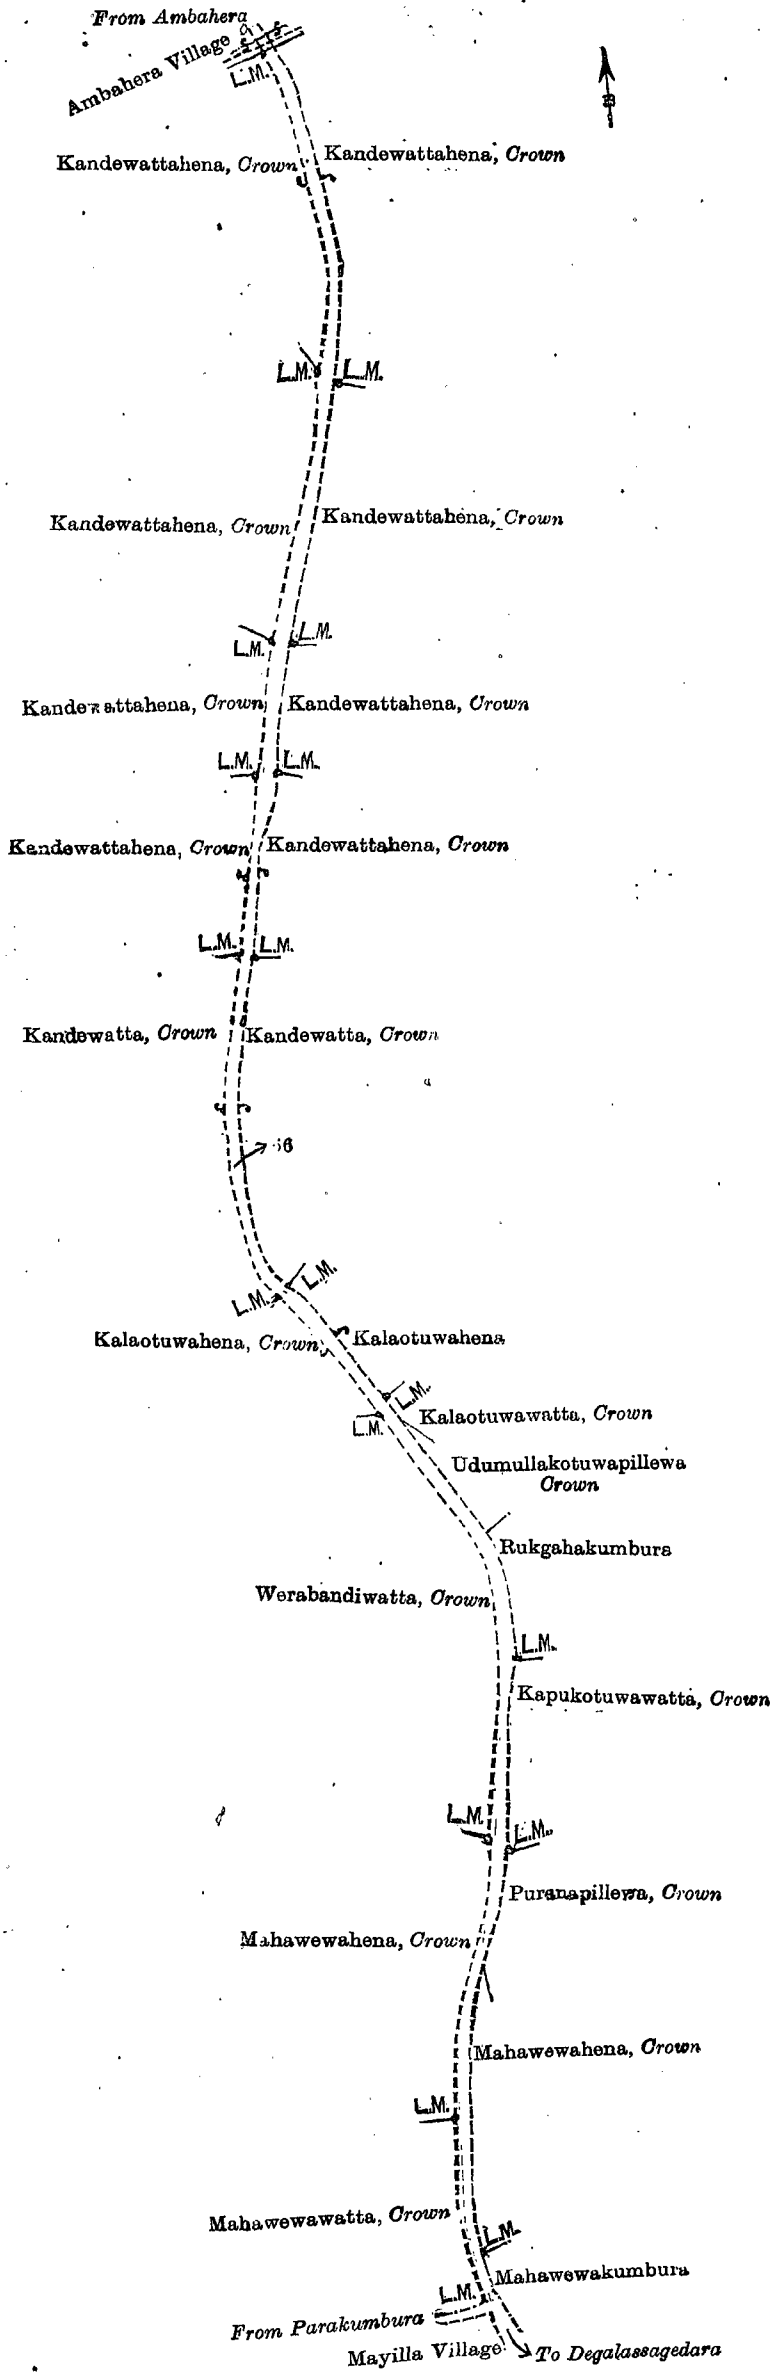 From Ambahera
Ambahera Village
L.M.
Kandewattahena, Crown
Kandewattahena, Crown
L.M.
L.M.
Kandewattahena, Crown
Kandewattahena, Crown
L.M.
L.M.
Kandewattahena, Crown
Kandewattahena, Crown
L.M.
L.M.
Kandewattahena, Crown
Kandewattahena, Crown
L.M.
L.M.
Kandewatta, Crown
Kandewatta, Crown
L.M.
L.M.
Kalaotuwahena, Crown
Kalaotuwahena
L.M.
L.M.
Kalaotuwawatta, Crown
Udumullakotuwapillewa
Crown
Rukgahakumbura
Werabandiwatta, Crown
L.M.
Kapukotuwawatta, Crown
L.M.
L.M.
Puranapillewa, Crown
Mahawewahena, Crown
Mahawewahena, Crown
L.M.
Mahawewawatta, Crown
L.M.
Mahawewakumbura
L.M.
From Parakumbura
Mayilla Village
To Degalassagedara